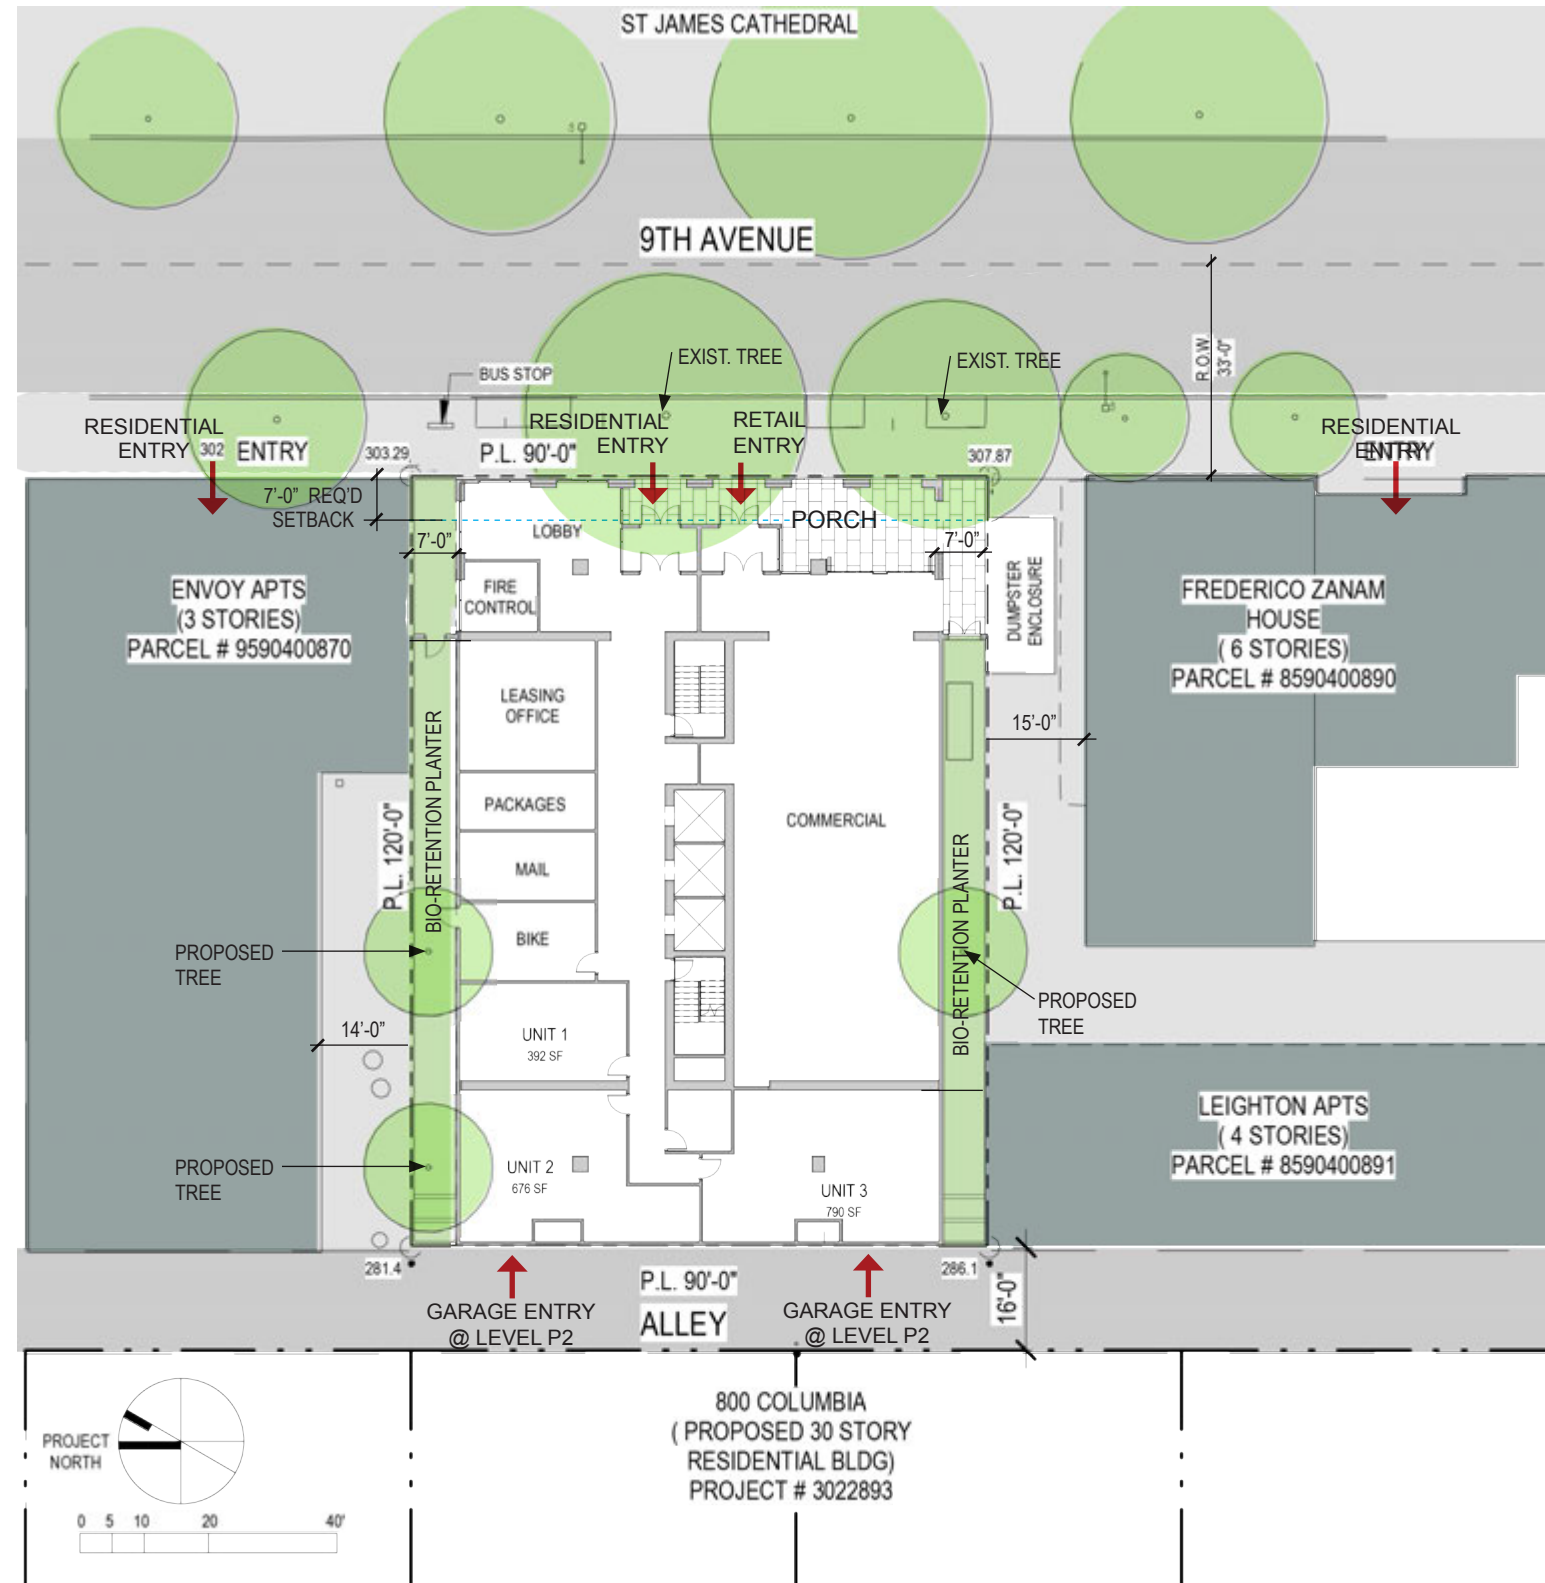 ST JAMES CATHEDRAL
9TH AVENUE
R.O.W
33'-0"
EXIST. TREE
EXIST. TREE
BUS STOP
RESIDENTIAL
ENTRY
302
ENTRY
303.29
P.L. 90'-0"
RESIDENTIAL
ENTRY
RETAIL
ENTRY
307.87
RESIDENTIAL
ENTRY
ENTRY
7'-0" REQ'D
SETBACK
7'-0"
LOBBY
PORCH
7'-0"
FIRE
CONTROL
DUMPSTER
ENCLOSURE
ENVOY APTS
(3 STORIES)
PARCEL # 9590400870
FREDERICO ZANAM
HOUSE
( 6 STORIES)
PARCEL # 8590400890
LEASING
OFFICE
15'-0"
BIO-RETENTION PLANTER
PACKAGES
COMMERCIAL
P.L. 120'-0"
P.L. 120'-0"
MAIL
BIO-RETENTION PLANTER
BIKE
PROPOSED
TREE
PROPOSED
TREE
14'-0"
UNIT 1
392 SF
LEIGHTON APTS
( 4 STORIES)
PARCEL # 8590400891
PROPOSED
TREE
UNIT 2
676 SF
UNIT 3
790 SF
281.4
P.L. 90'-0"
286.1
16'-0"
GARAGE ENTRY
@ LEVEL P2
ALLEY
GARAGE ENTRY
@ LEVEL P2
800 COLUMBIA
( PROPOSED 30 STORY
RESIDENTIAL BLDG)
PROJECT # 3022893
PROJECT
NORTH
0 5 10 20 40'